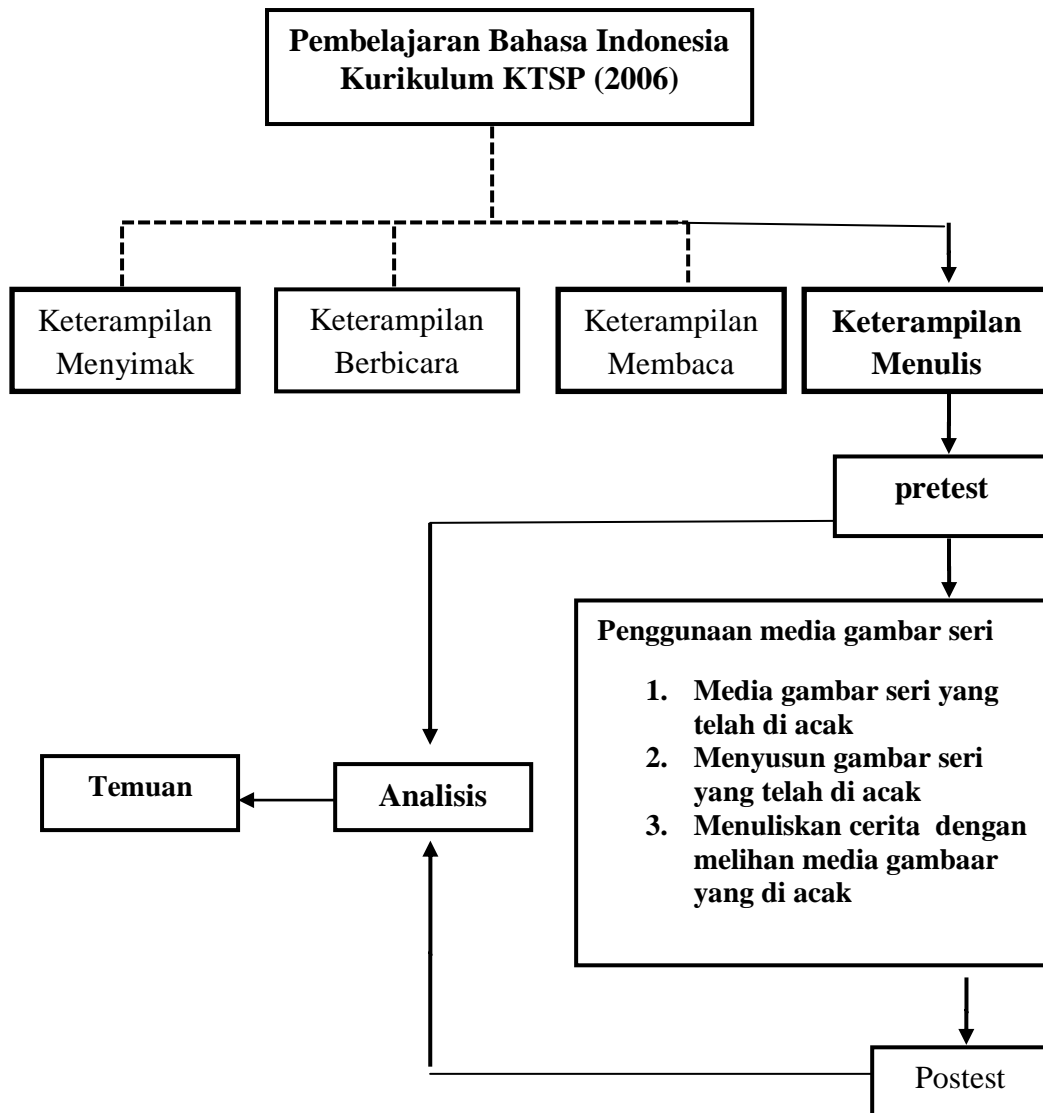 Pembelajaran Bahasa Indonesia
Kurikulum KTSP (2006)
Keterampilan
Menyimak
Keterampilan
Berbicara
Keterampilan
Membaca
Keterampilan
Menulis
pretest
Penggunaan media gambar seri
1. Media gambar seri yang
telah di acak
2. Menyusun gambar seri
yang telah di acak
3. Menuliskan cerita dengan
melihan media gambaar
yang di acak
Temuan
Analisis
Postest